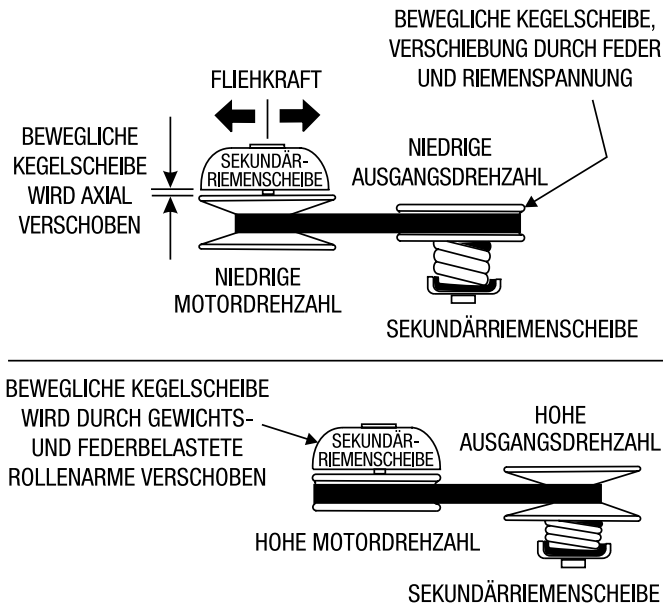 BEWEGLICHE KEGELSCHEIBE,
VERSCHIEBUNG DURCH FEDER
UND RIEMENSPANNUNG
FLIEHKRAFT
BEWEGLICHE
KEGELSCHEIBE
WIRD AXIAL
VERSCHOBEN
SEKUNDÄR-
RIEMENSCHEIBE
NIEDRIGE
AUSGANGSDREHZAHL
NIEDRIGE
MOTORDREHZAHL
SEKUNDÄRRIEMENSCHEIBE
BEWEGLICHE KEGELSCHEIBE
WIRD DURCH GEWICHTS-
UND FEDERBELASTETE
ROLLENARME VERSCHOBEN
SEKUNDÄR-
RIEMENSCHEIBE
HOHE
AUSGANGSDREHZAHL
HOHE MOTORDREHZAHL
SEKUNDÄRRIEMENSCHEIBE